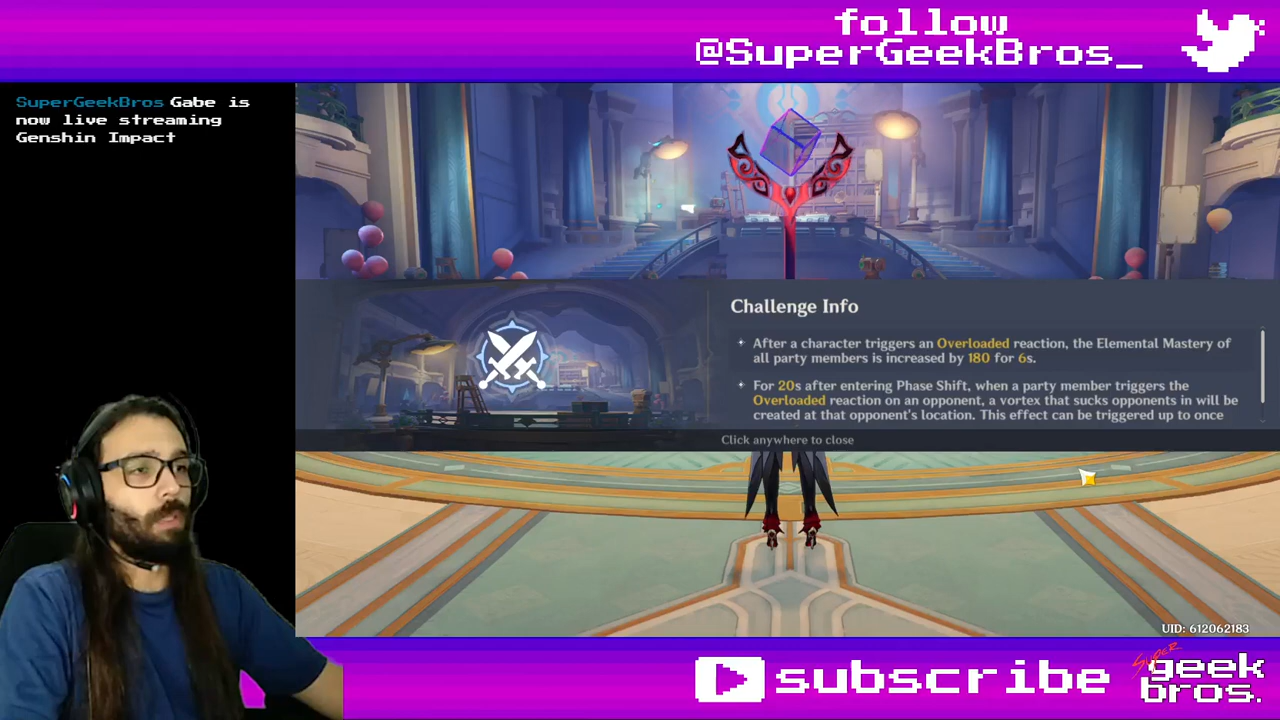 follow
@SuperGeekBros_
SuperGeekBros Gabe is
now live streaming
Genshin Impact
Challenge Info
After a character triggers an Overloaded reaction, the Elemental Mastery of
all party members is increased by 180 for 6s.
For 20s after entering Phase Shift, when a party member triggers the
Overloaded reaction on an opponent, a vortex that sucks opponents in will be
created at that opponent's location. This effect can be triggered up to once
Click anywhere to close
UID: 612062183
subscribe
SUPER
geek
bros.